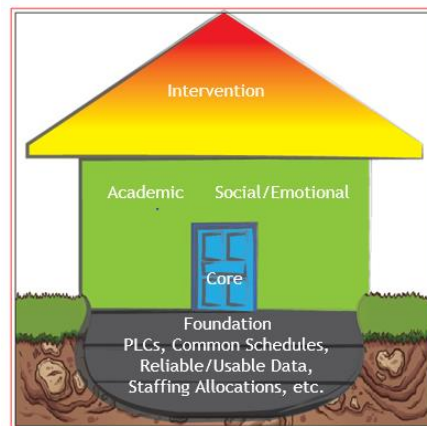 Intervention
Academic Social/Emotional
Core
Foundation
PLCs, Common Schedules,
Reliable/Usable Data,
Staffing Allocations, etc.